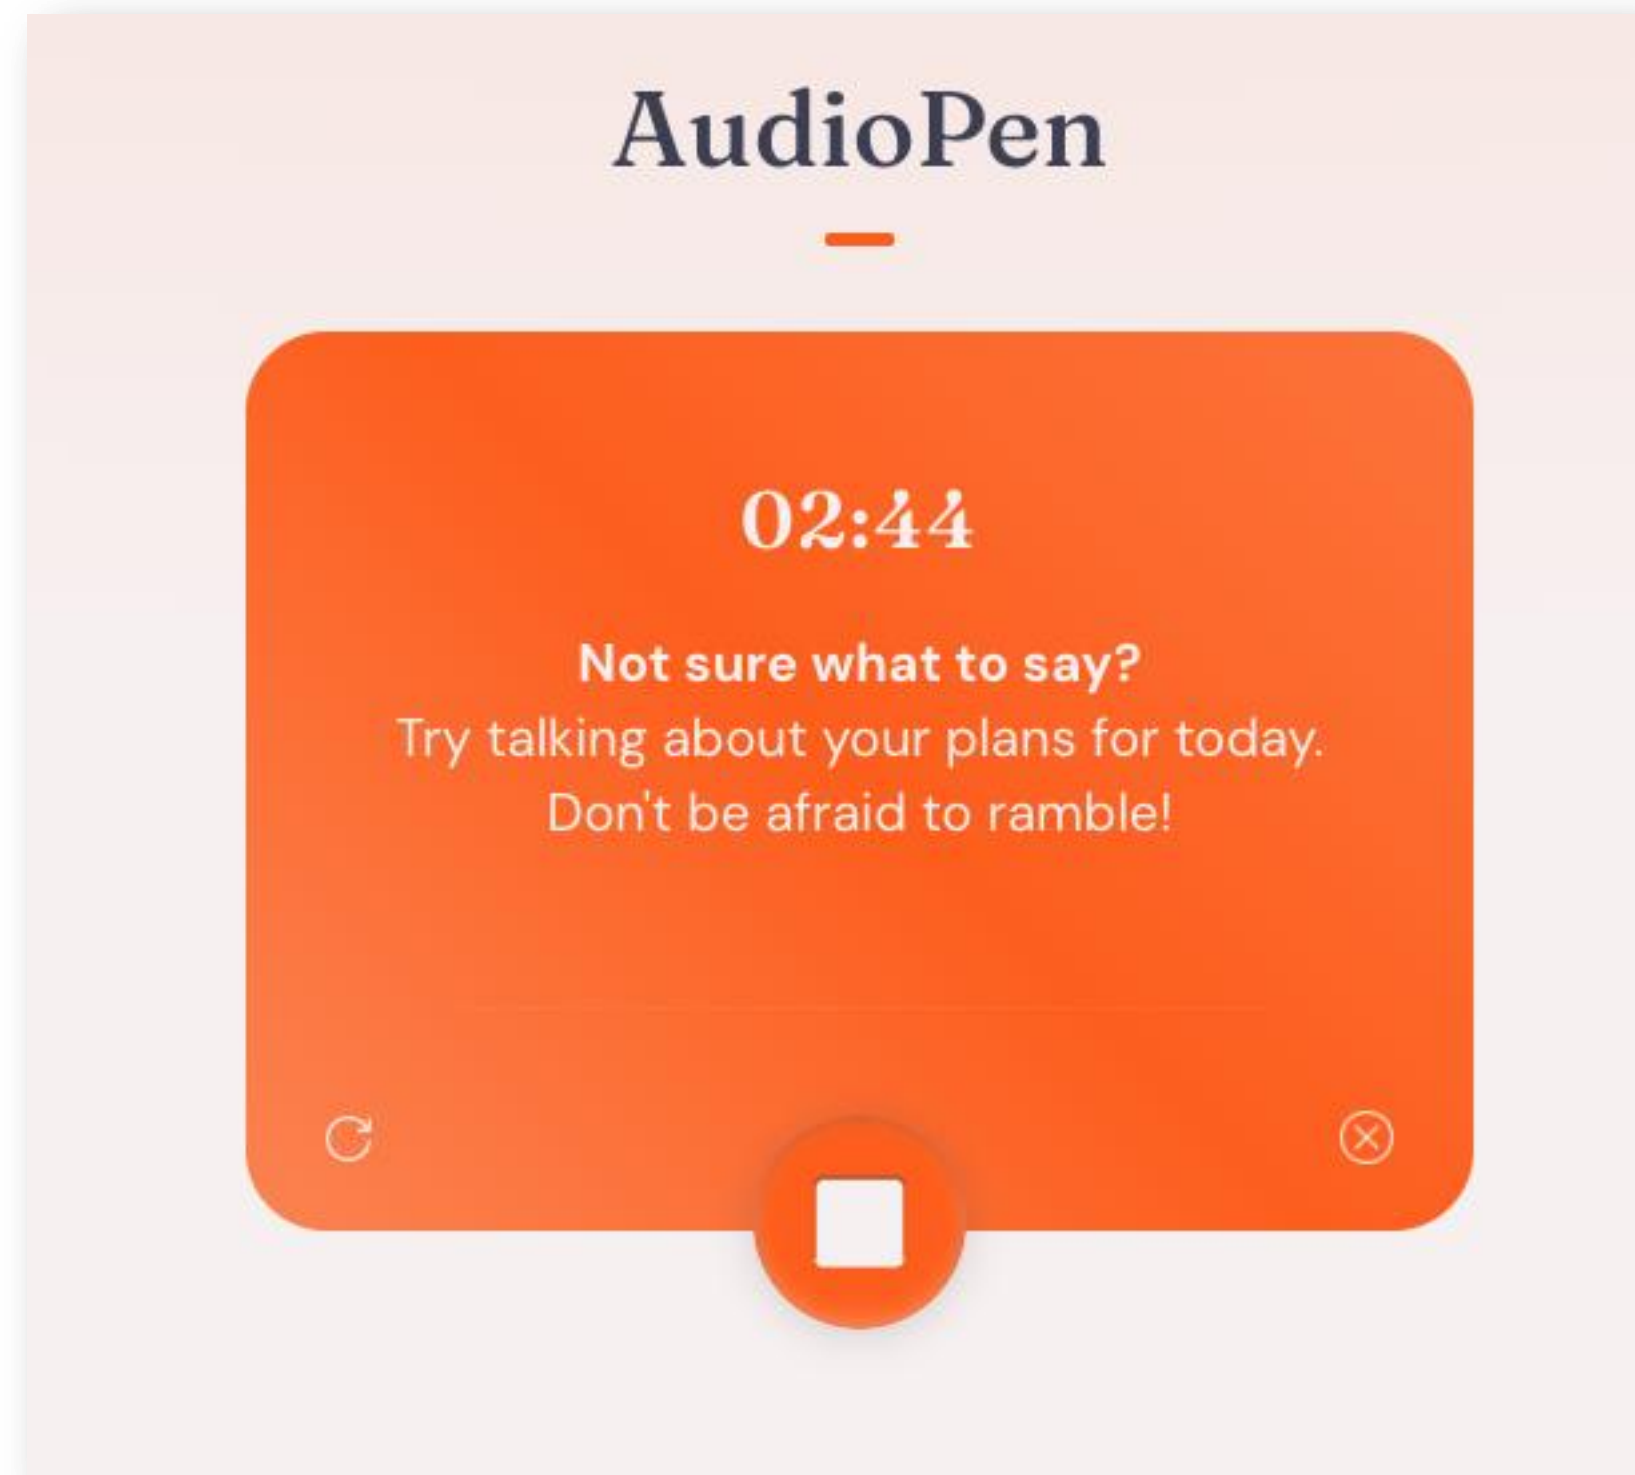 AudioPen
02:44
Not sure what to say?
Try talking about your plans for today.
Don't be afraid to ramble!